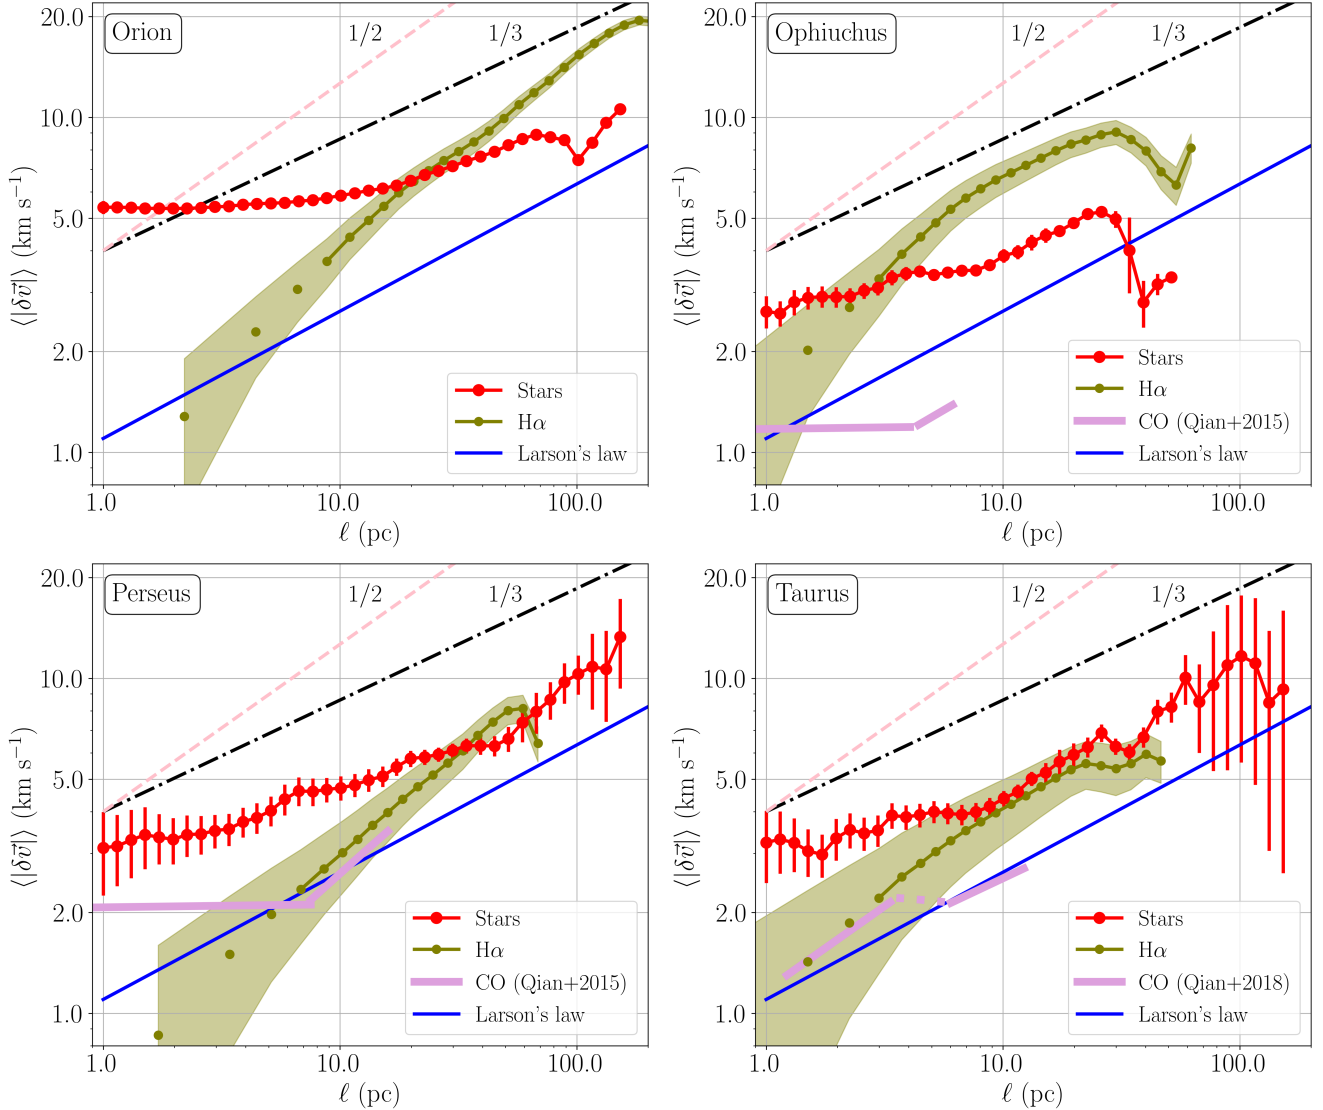 Orion
1/2
1/3
20.0
10.0
5.0
2.0
1.0
⟨|δv⃗|⟩ (km s⁻¹)
Stars
Hα
Larson's law
1.0 10.0 100.0
ℓ (pc)
Ophiuchus
1/2
1/3
20.0
10.0
5.0
2.0
1.0
⟨|δv⃗|⟩ (km s⁻¹)
Stars
Hα
CO (Qian+2015)
Larson's law
1.0 10.0 100.0
ℓ (pc)
Perseus
1/2
1/3
20.0
10.0
5.0
2.0
1.0
⟨|δv⃗|⟩ (km s⁻¹)
Stars
Hα
CO (Qian+2015)
Larson's law
1.0 10.0 100.0
ℓ (pc)
Taurus
1/2
1/3
20.0
10.0
5.0
2.0
1.0
⟨|δv⃗|⟩ (km s⁻¹)
Stars
Hα
CO (Qian+2018)
Larson's law
1.0 10.0 100.0
ℓ (pc)